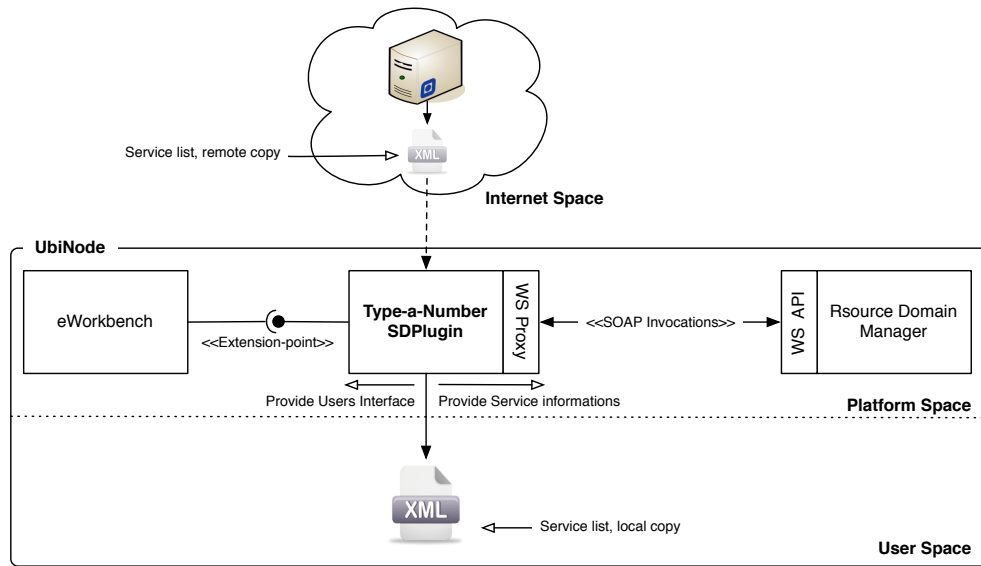 XML
Service list, remote copy
Internet Space
UbiNode
eWorkbench
<<Extension-point>>
Type-a-Number
SDPlugin
WS Proxy
<<SOAP Invocations>>
WS API
Rsource Domain
Manager
Provide Users Interface
Provide Service informations
Platform Space
XML
Service list, local copy
User Space